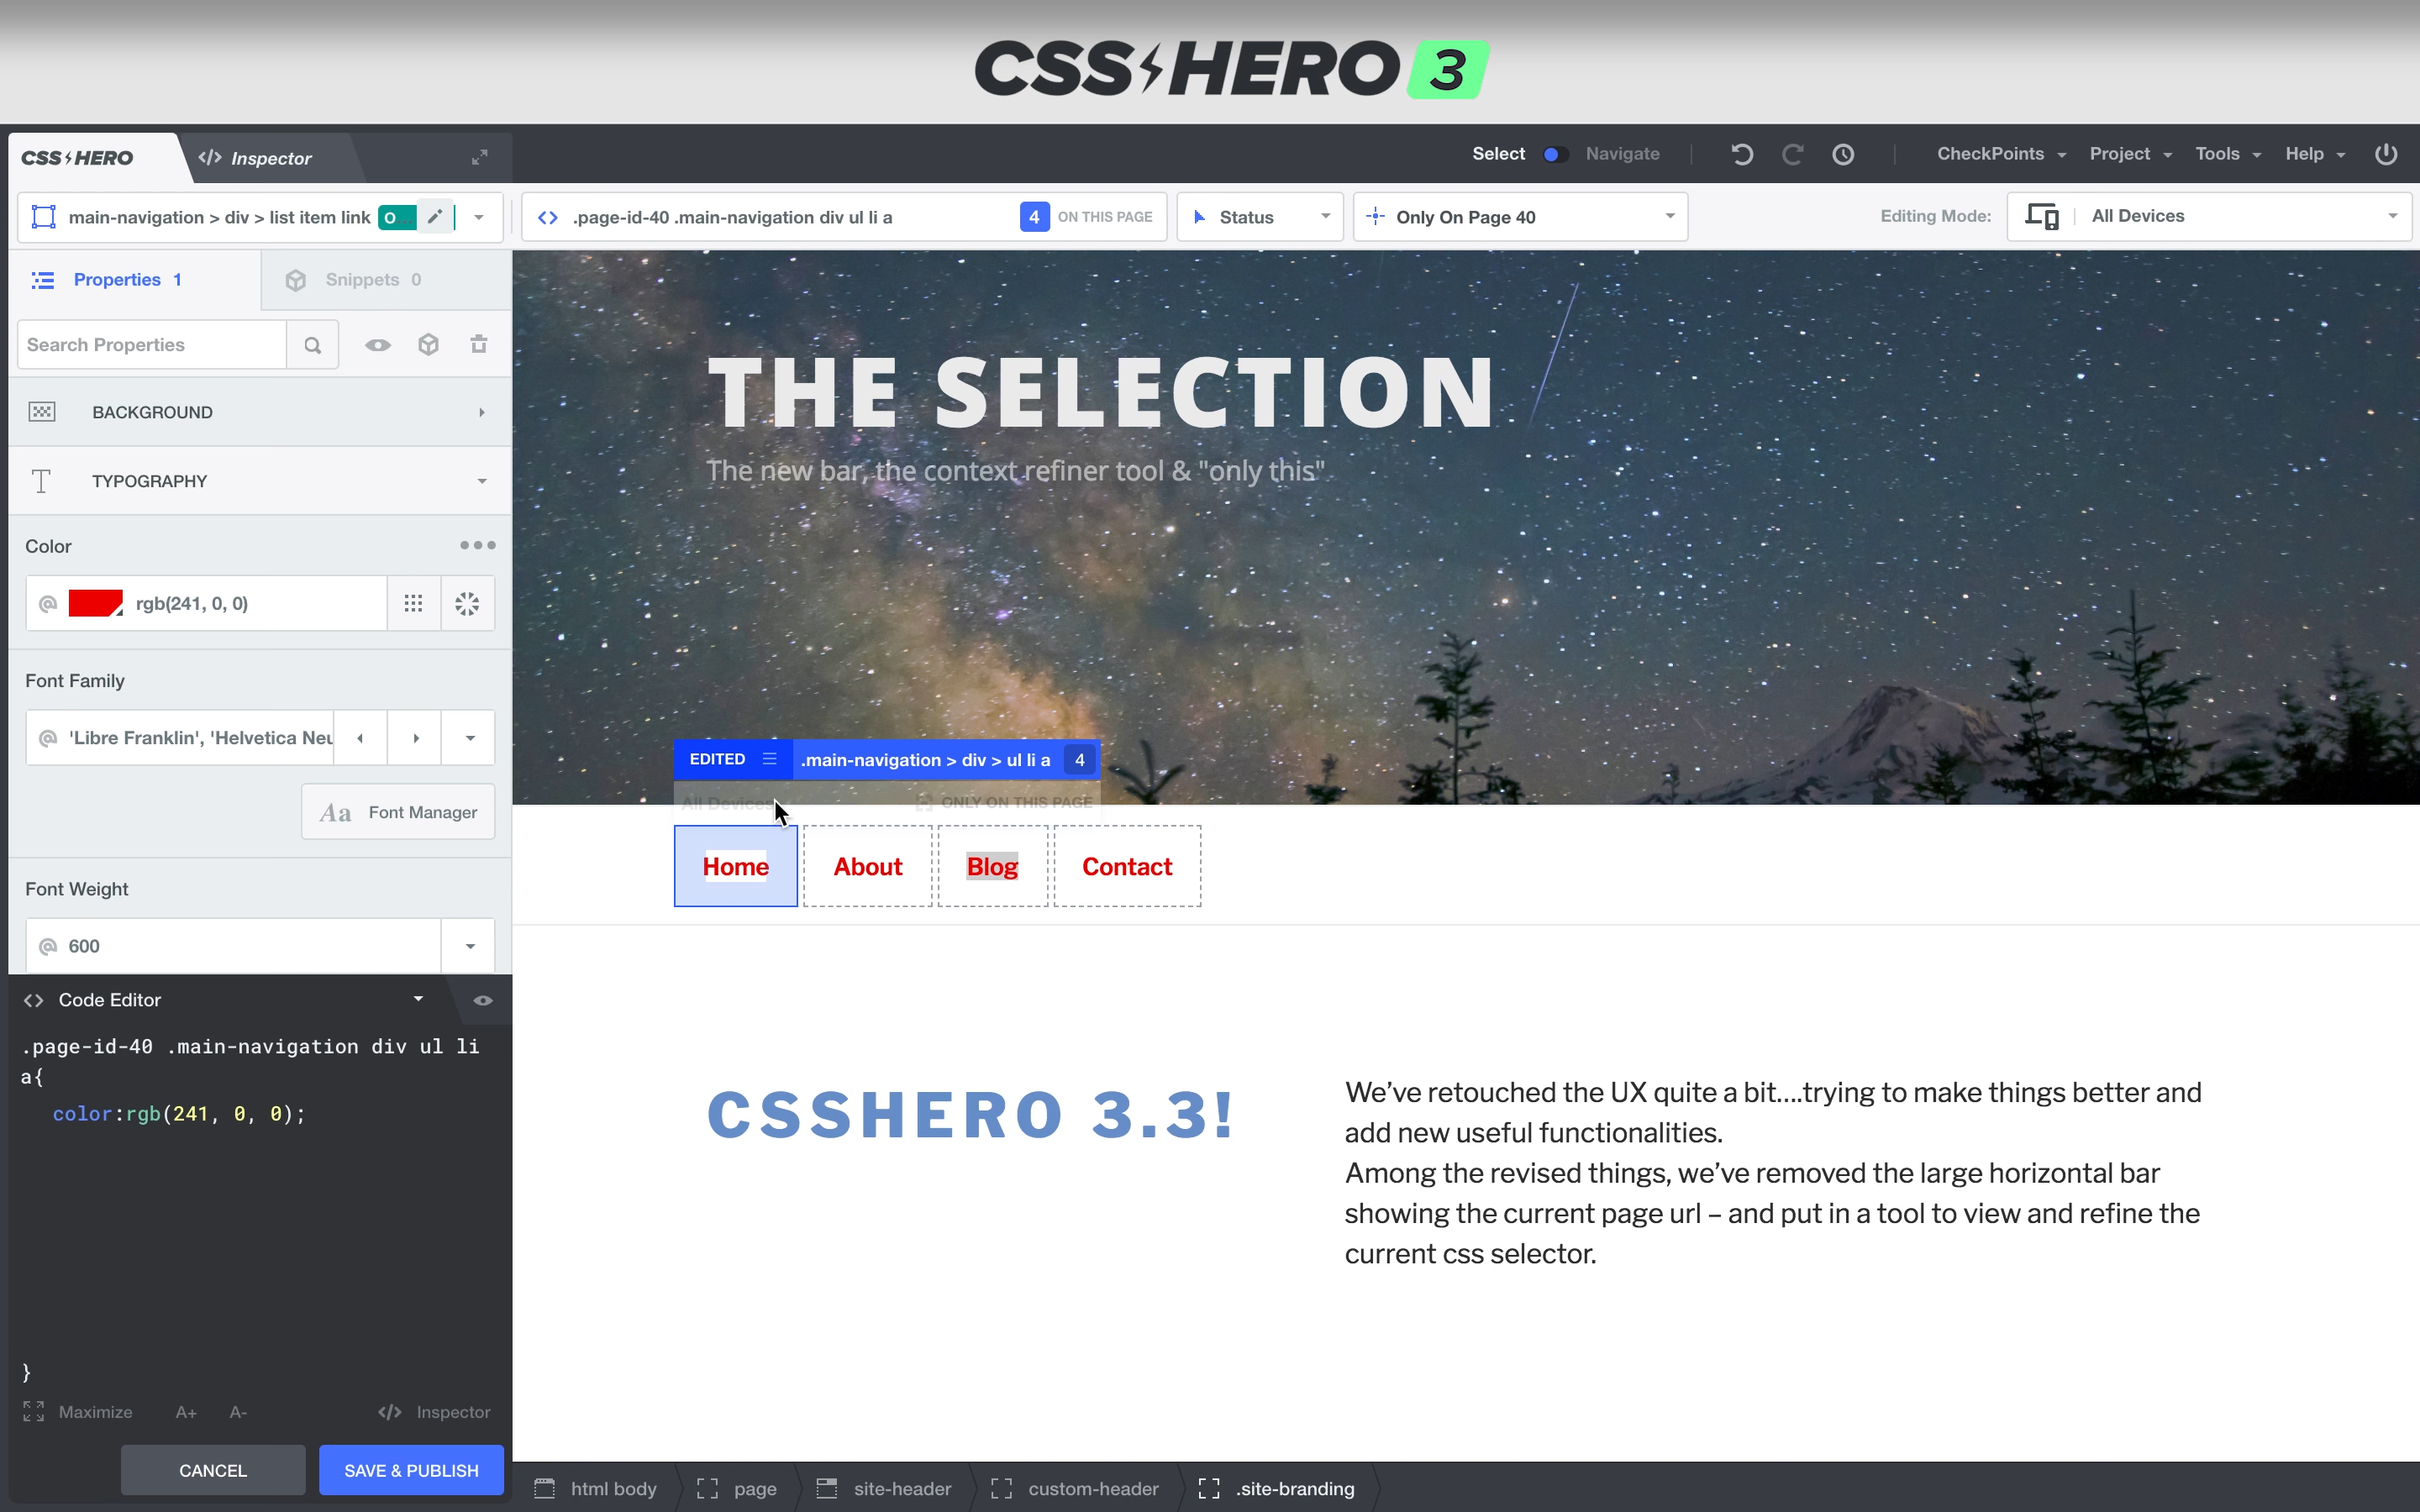 CSS HERO 3
CSS HERO
Inspector
Select
Navigate
CheckPoints
Project
Tools
Help
main-navigation > div > list item link
O
.page-id-40 .main-navigation div ul li a
4 ON THIS PAGE
Status
Only On Page 40
Editing Mode:
All Devices
Properties 1
Snippets 0
Search Properties
BACKGROUND
TYPOGRAPHY
Color
@ rgb(241, 0, 0)
Font Family
@ 'Libre Franklin', 'Helvetica Neu
Aa Font Manager
Font Weight
@ 600
Code Editor
.page-id-40 .main-navigation div ul li
a{
color:rgb(241, 0, 0);
}
Maximize A+ A- Inspector
CANCEL
SAVE & PUBLISH
THE SELECTION
The new bar, the context refiner tool & "only this"
EDITED
.main-navigation > div > ul li a 4
All Devices
ONLY ON THIS PAGE
Home
About
Blog
Contact
CSSHERO 3.3!
We’ve retouched the UX quite a bit....trying to make things better and
add new useful functionalities.
Among the revised things, we’ve removed the large horizontal bar
showing the current page url – and put in a tool to view and refine the
current css selector.
html body
page
site-header
custom-header
.site-branding